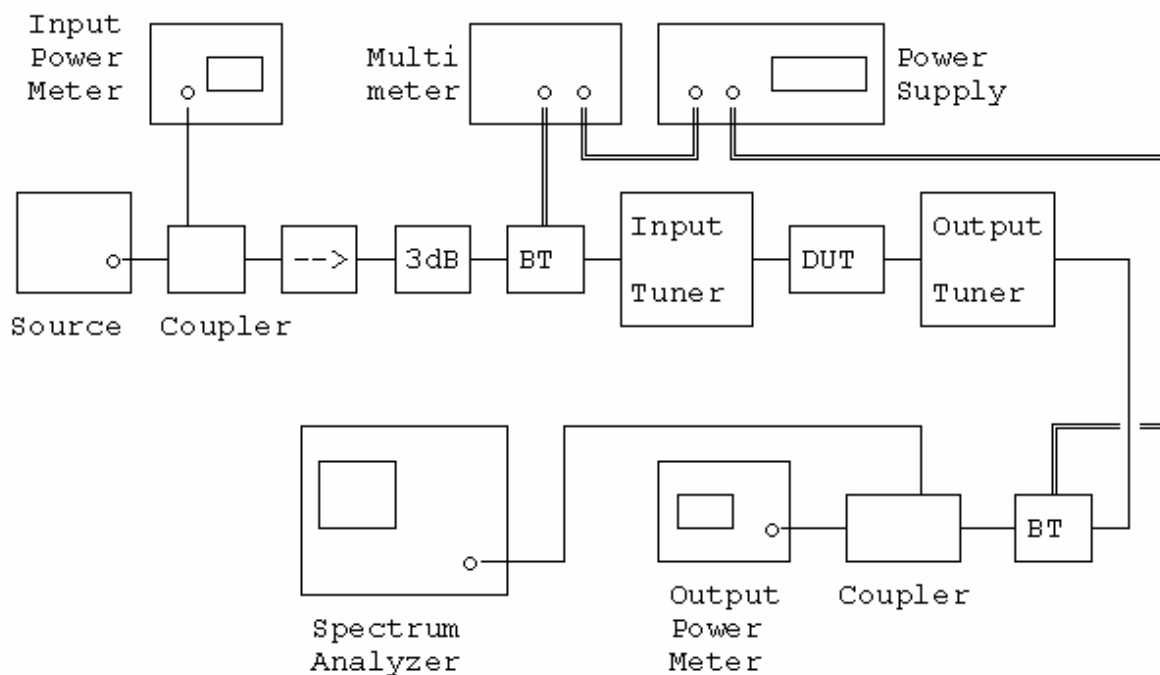 Input
Power
Meter
Multi
meter
Power
Supply
Source
Coupler
-->
3dB
BT
Input
Tuner
DUT
Output
Tuner
Spectrum
Analyzer
Output
Power
Meter
Coupler
BT